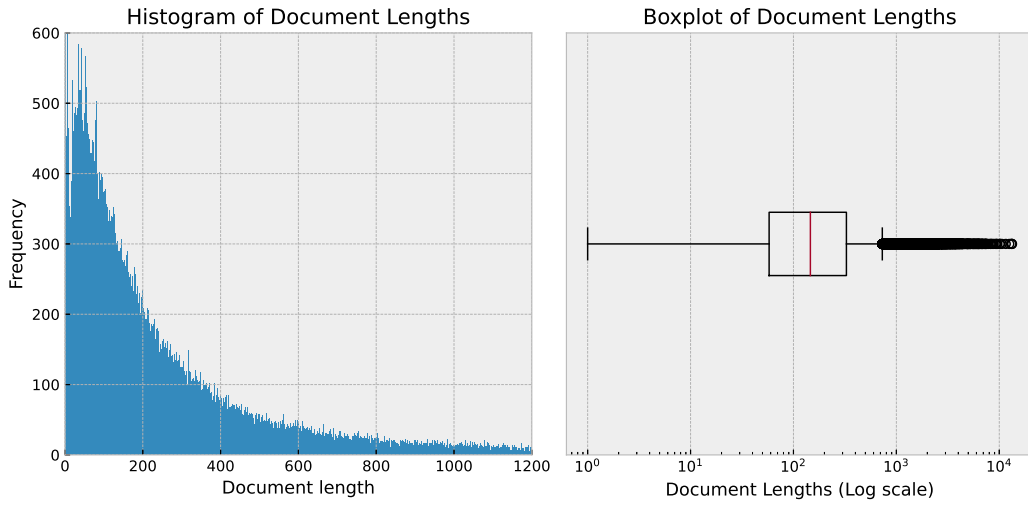 Histogram of Document Lengths
600
500
400
300
200
100
0
Frequency
0 200 400 600 800 1000 1200
Document length
Boxplot of Document Lengths
10⁰ 10¹ 10² 10³ 10⁴
Document Lengths (Log scale)